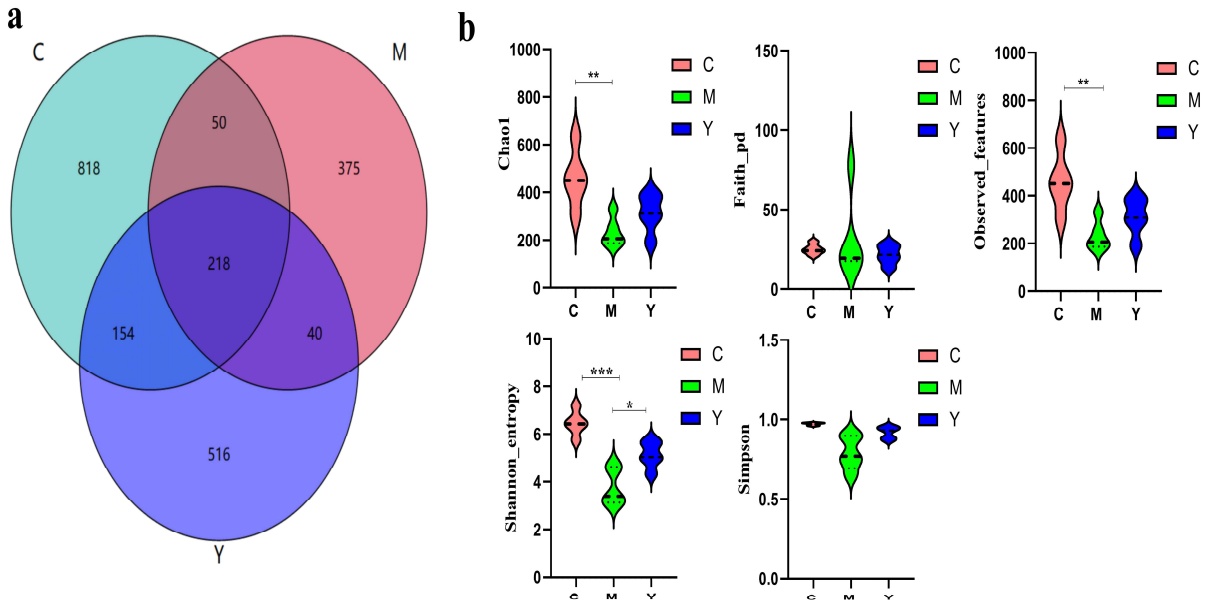 a
C
M
50
818
375
218
154
40
516
Y
b
Chao1
1000
800
600
400
200
0
**
C
M
Y
C
M
Y
Faith_pd
150
100
50
0
C
M
Y
C
M
Y
Observed_features
1000
800
600
400
200
0
**
C
M
Y
C
M
Y
Shannon_entropy
10
8
6
4
2
0
***
*
C
M
Y
C
M
Y
Simpson
1.5
1.0
0.5
0.0
C
M
Y
C
M
Y